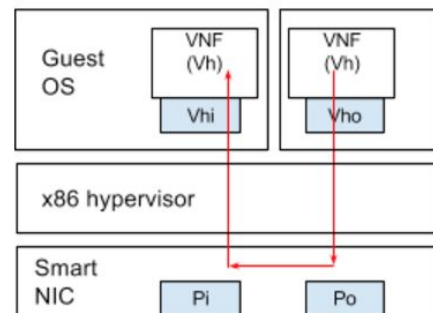 Guest
OS
VNF
(Vh)
Vhi
VNF
(Vh)
Vho
x86 hypervisor
Smart
NIC
Pi
Po